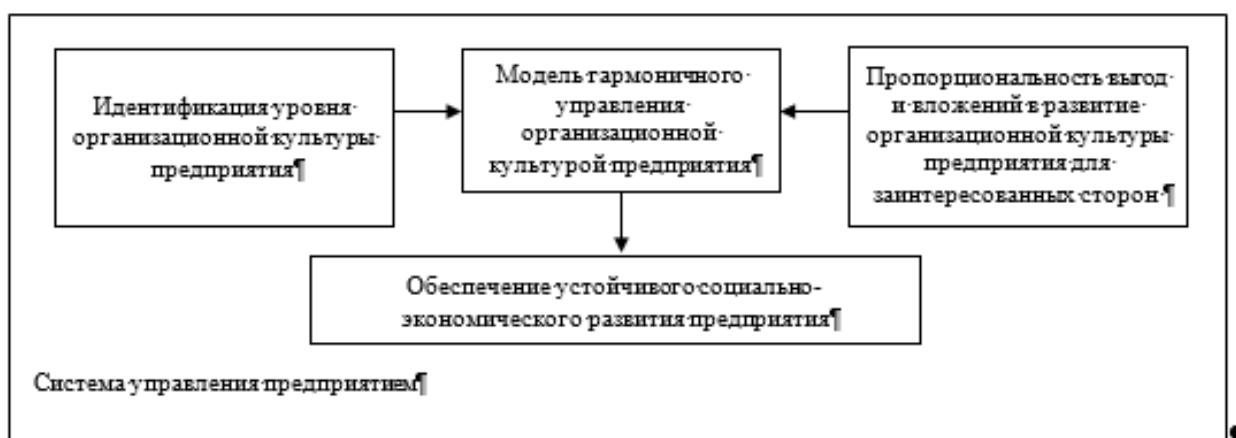 Идентификация уровня
организационной культуры
предприятия¶
Модель гармоничного
управления
организационной
культурой предприятия¶
Пропорциональность выгод
и вложений в развитие
организационной культуры
предприятия для
заинтересованных сторон ¶
Обеспечение устойчивого социально-
экономического развития предприятия¶
Система управления предприятием¶